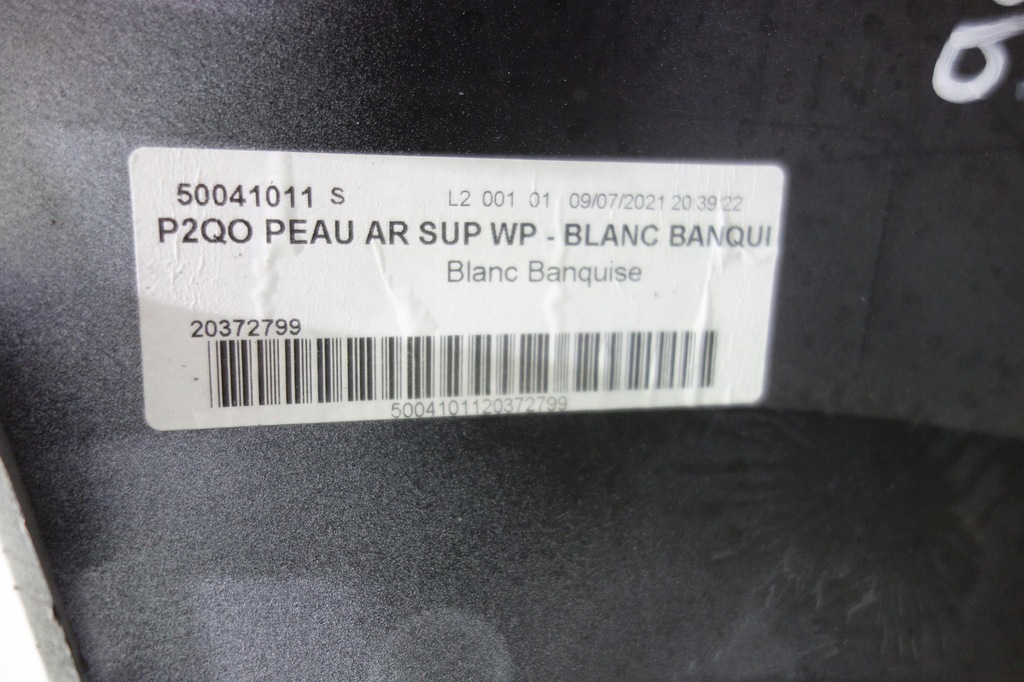 50041011 S L2 001 01 09/07/2021 20:39:22
P2QO PEAU AR SUP WP - BLANC BANQUI
Blanc Banquise
20372799
5004101120372799